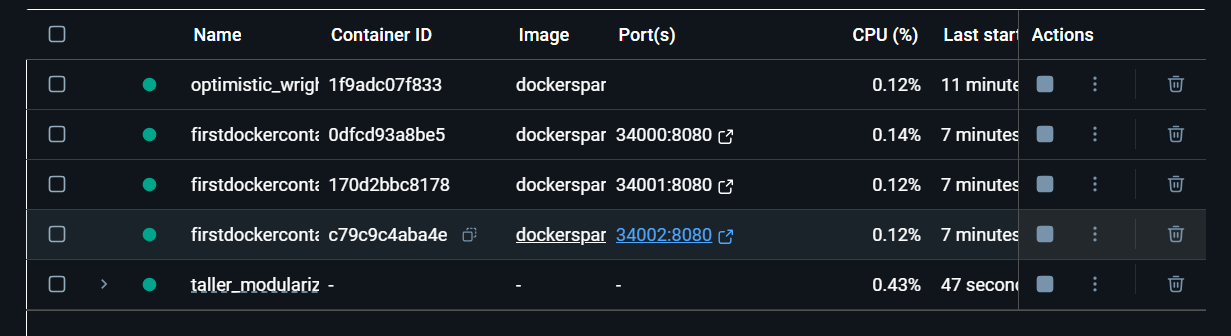 Name Container ID Image Port(s) CPU (%) Last start Actions
optimistic_wrigh 1f9adc07f833 dockerspar 0.12% 11 minute
firstdockerconta 0dfcd93a8be5 dockerspar 34000:8080 0.14% 7 minutes
firstdockerconta 170d2bbc8178 dockerspar 34001:8080 0.12% 7 minutes
firstdockerconta c79c9c4aba4e dockerspar 34002:8080 0.12% 7 minutes
taller_modulariz - - - 0.43% 47 second